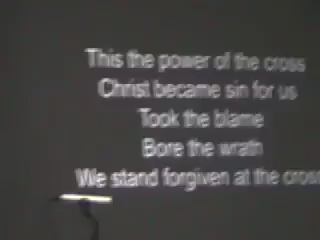 This the power of the cross
Christ became sin for us
Took the blame
Bore the wrath
We stand forgiven at the cross